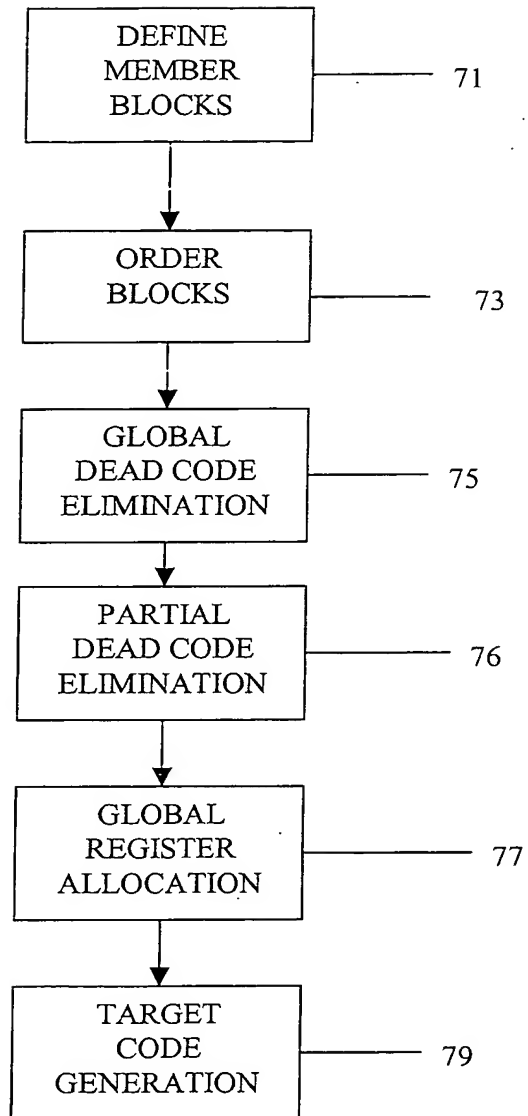 DEFINE
MEMBER
BLOCKS
71
ORDER
BLOCKS
73
GLOBAL
DEAD CODE
ELIMINATION
75
PARTIAL
DEAD CODE
ELIMINATION
76
GLOBAL
REGISTER
ALLOCATION
77
TARGET
CODE
GENERATION
79